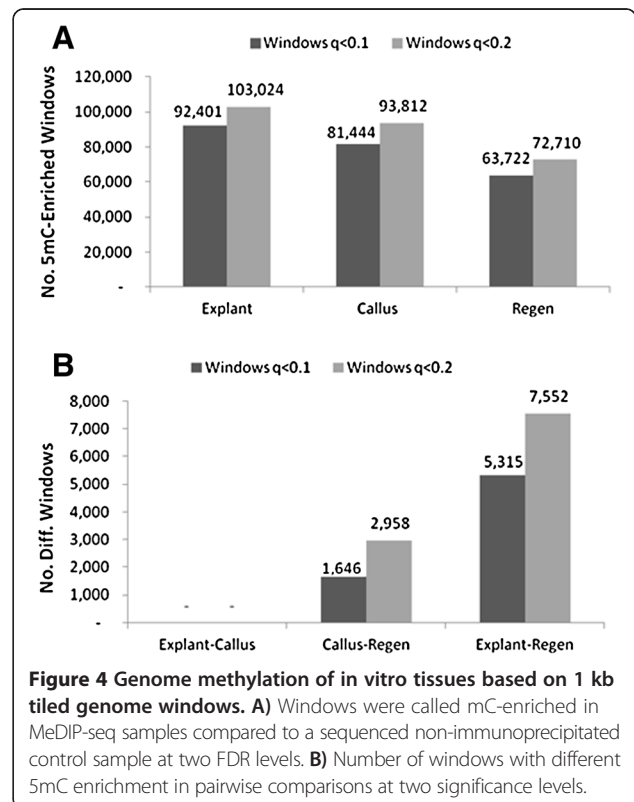 A
Windows q<0.1 Windows q<0.2
No. 5mC-Enriched Windows
120,000
100,000
80,000
60,000
40,000
20,000
-
92,401
103,024
81,444
93,812
63,722
72,710
Explant Callus Regen
B
Windows q<0.1 Windows q<0.2
No. Diff. Windows
8,000
7,000
6,000
5,000
4,000
3,000
2,000
1,000
-
- -
1,646
2,958
5,315
7,552
Explant-Callus Callus-Regen Explant-Regen
Figure 4 Genome methylation of in vitro tissues based on 1 kb
tiled genome windows. A) Windows were called mC-enriched in
MeDIP-seq samples compared to a sequenced non-immunoprecipitated
control sample at two FDR levels. B) Number of windows with different
5mC enrichment in pairwise comparisons at two significance levels.